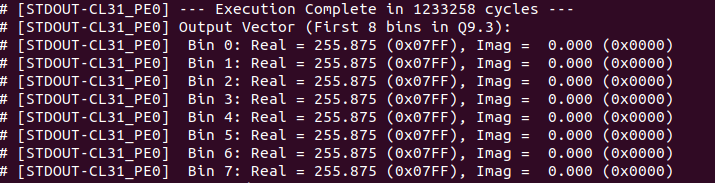 # [STDOUT-CL31_PE0] --- Execution Complete in 1233258 cycles ---
# [STDOUT-CL31_PE0] Output Vector (First 8 bins in Q9.3):
# [STDOUT-CL31_PE0]  Bin 0: Real = 255.875 (0x07FF), Imag =  0.000 (0x0000)
# [STDOUT-CL31_PE0]  Bin 1: Real = 255.875 (0x07FF), Imag =  0.000 (0x0000)
# [STDOUT-CL31_PE0]  Bin 2: Real = 255.875 (0x07FF), Imag =  0.000 (0x0000)
# [STDOUT-CL31_PE0]  Bin 3: Real = 255.875 (0x07FF), Imag =  0.000 (0x0000)
# [STDOUT-CL31_PE0]  Bin 4: Real = 255.875 (0x07FF), Imag =  0.000 (0x0000)
# [STDOUT-CL31_PE0]  Bin 5: Real = 255.875 (0x07FF), Imag =  0.000 (0x0000)
# [STDOUT-CL31_PE0]  Bin 6: Real = 255.875 (0x07FF), Imag =  0.000 (0x0000)
# [STDOUT-CL31_PE0]  Bin 7: Real = 255.875 (0x07FF), Imag =  0.000 (0x0000)